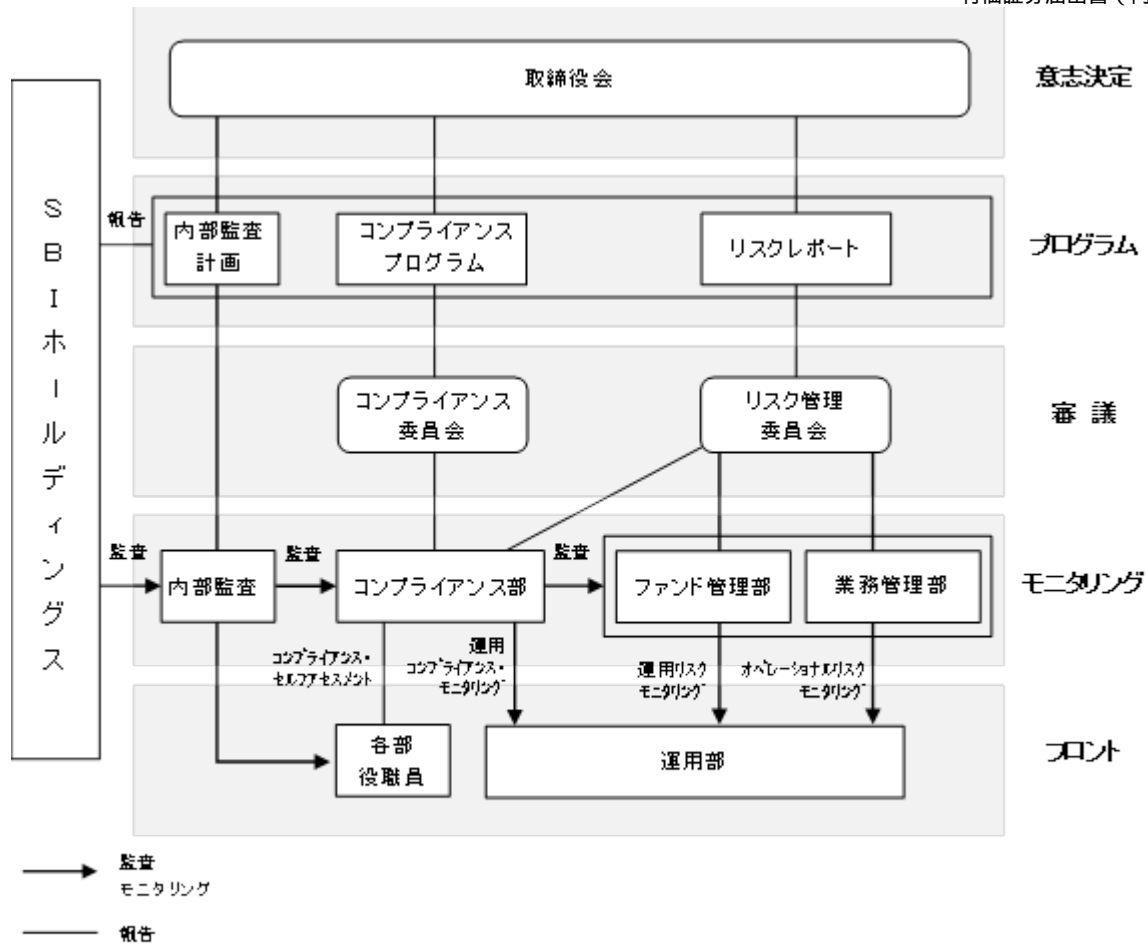 取締役会
意志決定
SBIホールディングス
報告
内部監査
計画
コンプライアンス
プログラム
リスクレポート
プログラム
コンプライアンス
委員会
リスク管理
委員会
審 議
監査
内部監査
監査
コンプライアンス部
監査
ファンド管理部
業務管理部
モニタリング
コンプライアンス・
セルフアセスメント
運用
コンプライアンス・
モニタリング
運用リスク
モニタリング
オペレーショナルリスク
モニタリング
各部
役職員
運用部
フロント
監査
モニタリング
報告